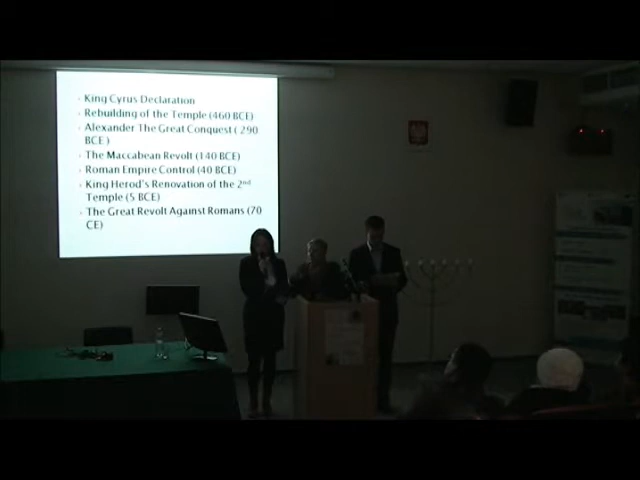 King Cyrus Declaration
Rebuilding of the Temple (460 BCE)
Alexander The Great Conquest ( 290
BCE )
The Maccabean Revolt (140 BCE)
Roman Empire Control (40 BCE)
King Herod's Renovation of the 2nd
Temple (5 BCE)
The Great Revolt Against Romans (70
CE)